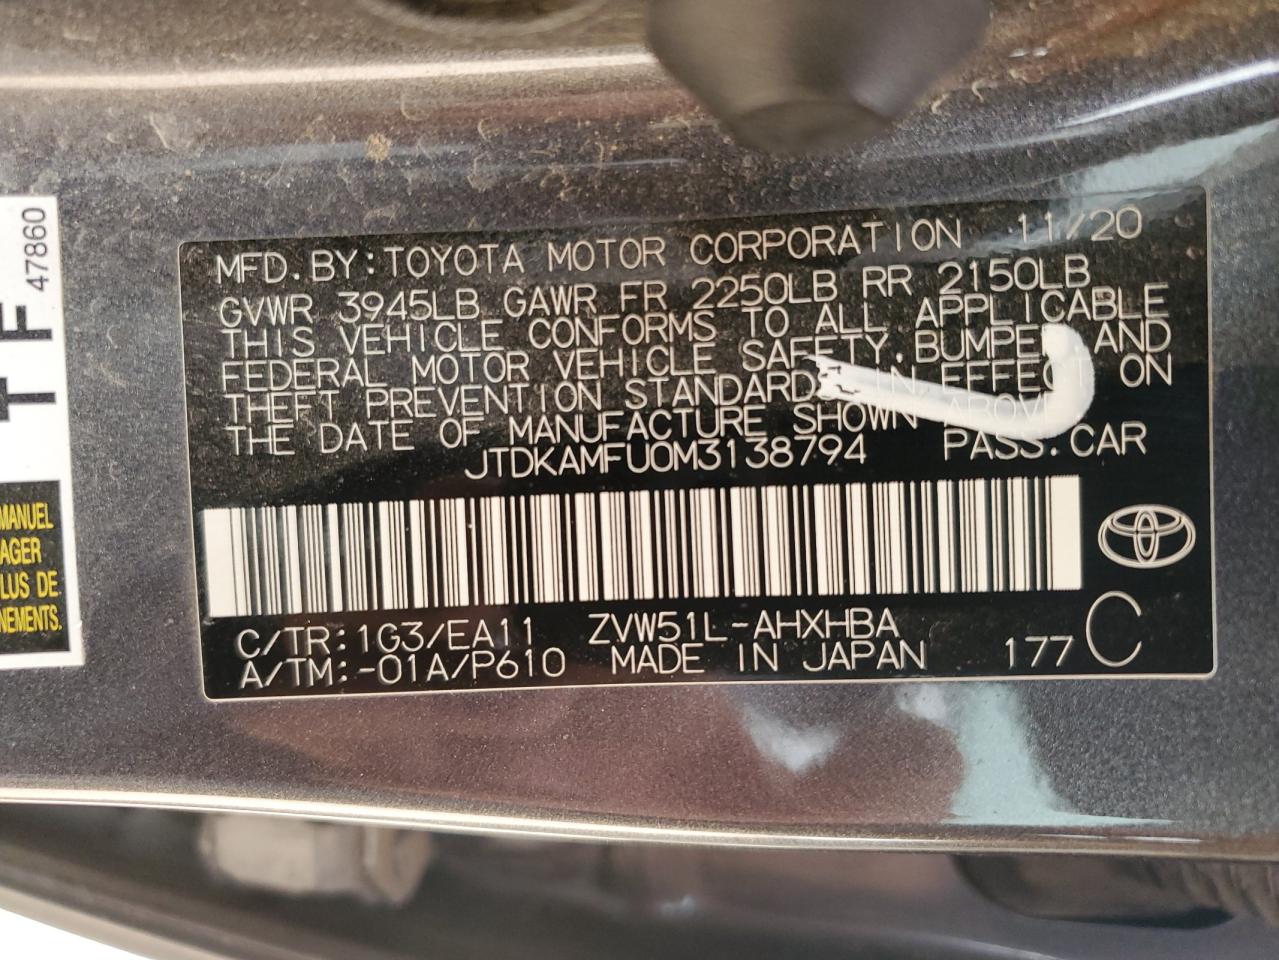 MFD.BY:TOYOTA MOTOR CORPORATION 11/20
GVWR 3945LB GAWR FR 2250LB RR 2150LB
THIS VEHICLE CONFORMS TO ALL APPLICABLE
FEDERAL MOTOR VEHICLE SAFETY, BUMPER AND
THEFT PREVENTION STANDARDS IN EFFECT ON
THE DATE OF MANUFACTURE SHOWN ABOVE
JTDKAMFU0M3138794 PASS.CAR
C/TR:1G3/EA11 ZVW51L-AHXHBA
A/TM:-01A/P610 MADE IN JAPAN 177 C
47860
MANUEL
AGER
LUS DE
NEMENTS.